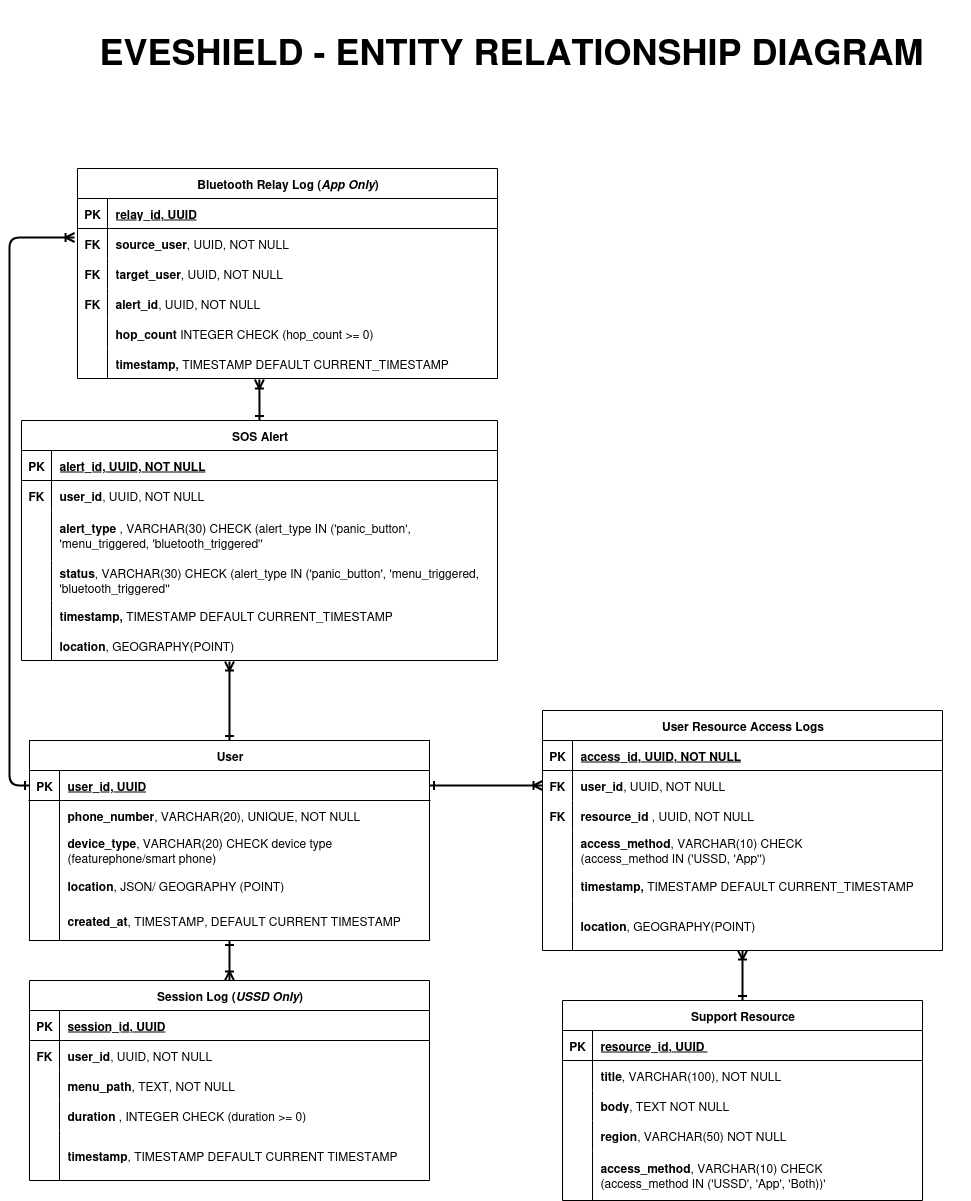 EVESHIELD - ENTITY RELATIONSHIP DIAGRAM
Bluetooth Relay Log (App Only)
PK relay_id, UUID
FK source_user, UUID, NOT NULL
FK target_user, UUID, NOT NULL
FK alert_id, UUID, NOT NULL
hop_count INTEGER CHECK (hop_count >= 0)
timestamp, TIMESTAMP DEFAULT CURRENT_TIMESTAMP
SOS Alert
PK alert_id, UUID, NOT NULL
FK user_id, UUID, NOT NULL
alert_type , VARCHAR(30) CHECK (alert_type IN ('panic_button',
'menu_triggered, 'bluetooth_triggered"
status, VARCHAR(30) CHECK (alert_type IN ('panic_button', 'menu_triggered,
'bluetooth_triggered"
timestamp, TIMESTAMP DEFAULT CURRENT_TIMESTAMP
location, GEOGRAPHY(POINT)
User
PK user_id, UUID
phone_number, VARCHAR(20), UNIQUE, NOT NULL
device_type, VARCHAR(20) CHECK device type
(featurephone/smart phone)
location, JSON/ GEOGRAPHY (POINT)
created_at, TIMESTAMP, DEFAULT CURRENT TIMESTAMP
User Resource Access Logs
PK access_id, UUID, NOT NULL
FK user_id, UUID, NOT NULL
FK resource_id , UUID, NOT NULL
access_method, VARCHAR(10) CHECK
(access_method IN ('USSD, 'App")
timestamp, TIMESTAMP DEFAULT CURRENT_TIMESTAMP
location, GEOGRAPHY(POINT)
Session Log (USSD Only)
PK session_id, UUID
FK user_id, UUID, NOT NULL
menu_path, TEXT, NOT NULL
duration , INTEGER CHECK (duration >= 0)
timestamp, TIMESTAMP DEFAULT CURRENT TIMESTAMP
Support Resource
PK resource_id, UUID
title, VARCHAR(100), NOT NULL
body, TEXT NOT NULL
region, VARCHAR(50) NOT NULL
access_method, VARCHAR(10) CHECK
(access_method IN ('USSD', 'App', 'Both))'